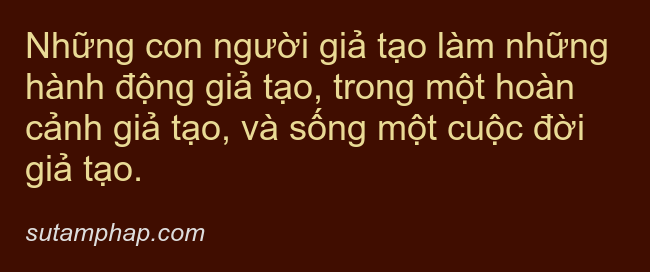 Những con người giả tạo làm những
hành động giả tạo, trong một hoàn
cảnh giả tạo, và sống một cuộc đời
giả tạo.
sutamphap.com